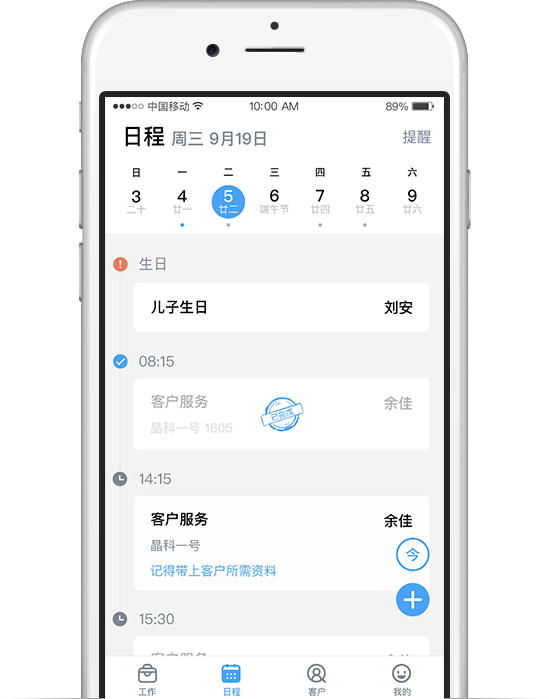 中国移动 10:00 AM 89%
日程 周三 9月19日 提醒
日 一 二 三 四 五 六
3 4 5 6 7 8 9
二十 廿一 廿二 端午节 廿四 廿五 廿六
生日
儿子生日 刘安
08:15
客户服务 余佳
已完成
晶科一号 1605
14:15
客户服务 余佳
晶科一号
今
记得带上客户所需资料
15:30
客户服务
工作 日程 客户 我的